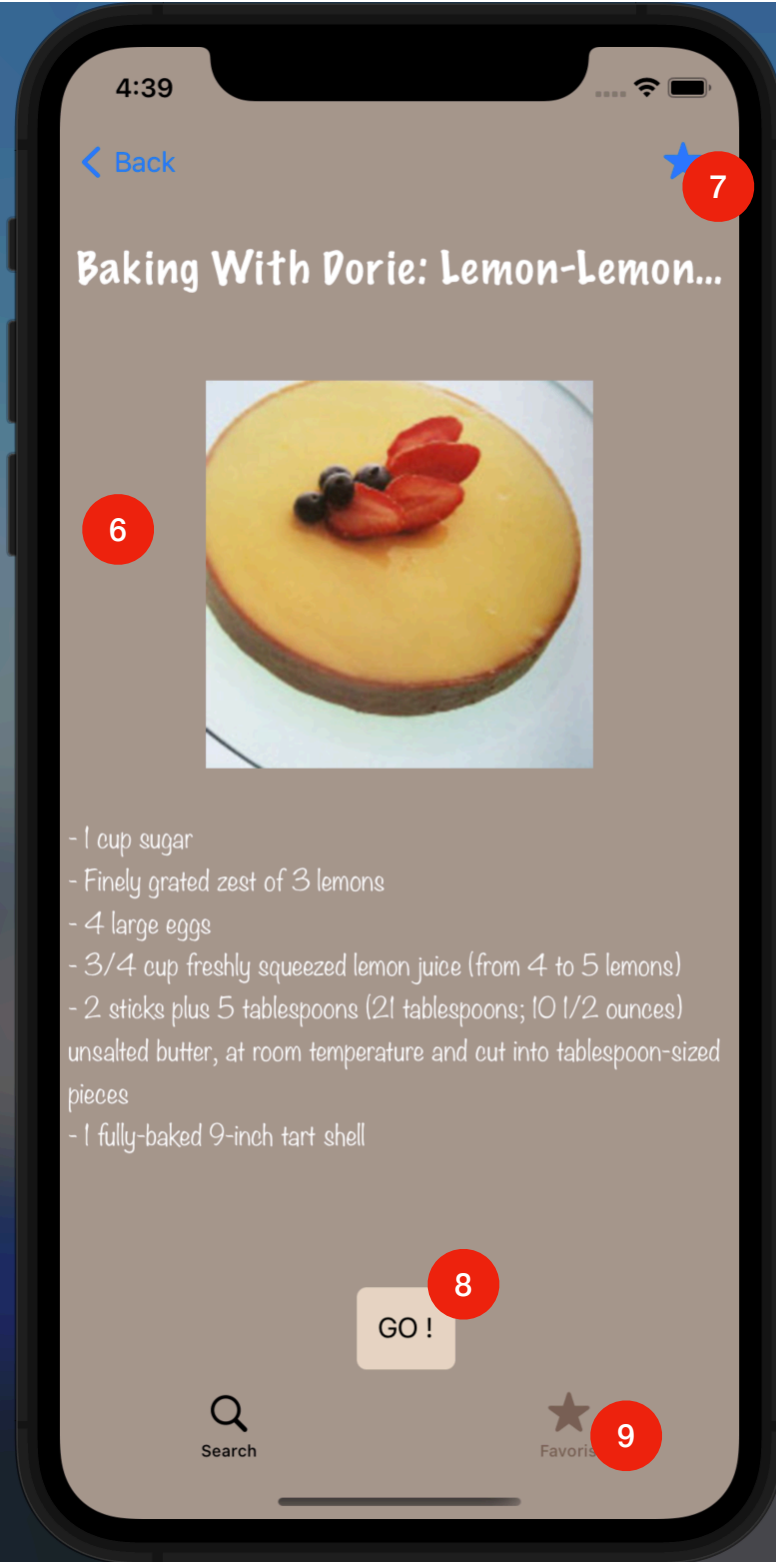 4:39
Back
7
Baking With Dorie: Lemon-Lemon...
6
- 1 cup sugar
- Finely grated zest of 3 lemons
- 4 large eggs
- 3/4 cup freshly squeezed lemon juice (from 4 to 5 lemons)
- 2 sticks plus 5 tablespoons (21 tablespoons; 10 1/2 ounces)
unsalted butter, at room temperature and cut into tablespoon-sized
pieces
- 1 fully-baked 9-inch tart shell
8
GO !
9
Search